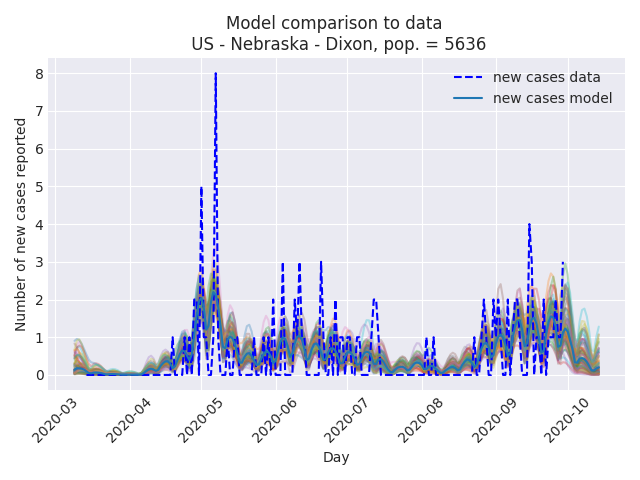 Model comparison to data
US - Nebraska - Dixon, pop. = 5636
Number of new cases reported
8
7
6
5
4
3
2
1
0
new cases data
new cases model
2020-03
2020-04
2020-05
2020-06
2020-07
2020-08
2020-09
2020-10
Day